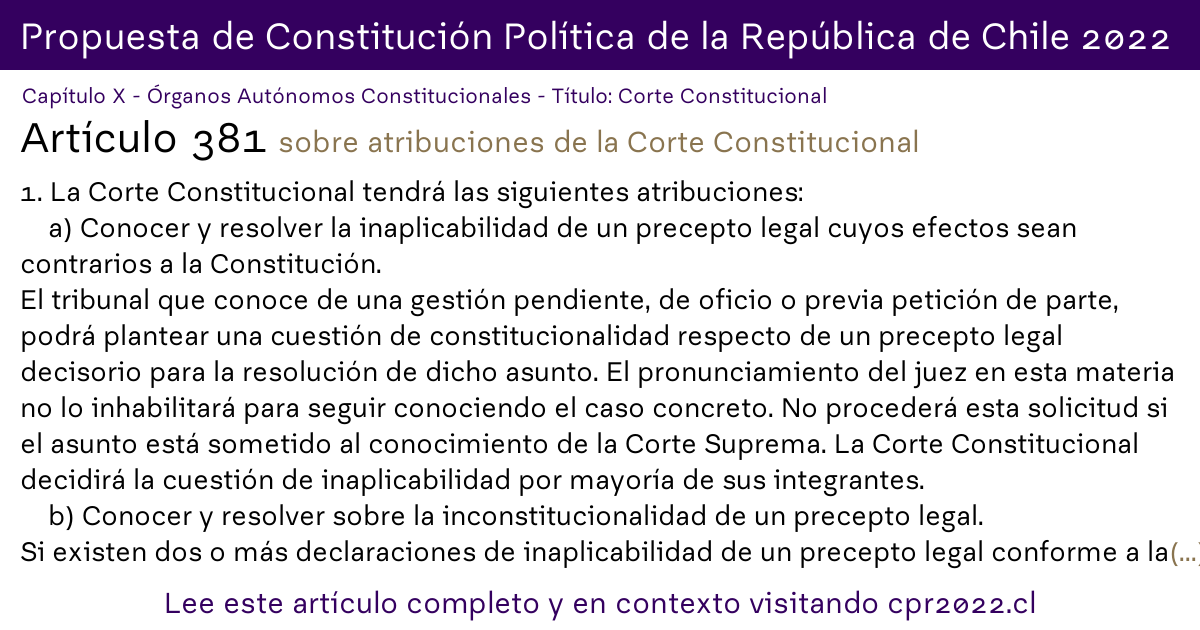 Propuesta de Constitución Política de la República de Chile 2022
Capítulo X - Órganos Autónomos Constitucionales - Título: Corte Constitucional
Artículo 381 sobre atribuciones de la Corte Constitucional
1. La Corte Constitucional tendrá las siguientes atribuciones:
a) Conocer y resolver la inaplicabilidad de un precepto legal cuyos efectos sean
contrarios a la Constitución.
El tribunal que conoce de una gestión pendiente, de oficio o previa petición de parte,
podrá plantear una cuestión de constitucionalidad respecto de un precepto legal
decisorio para la resolución de dicho asunto. El pronunciamiento del juez en esta materia
no lo inhabilitará para seguir conociendo el caso concreto. No procederá esta solicitud si
el asunto está sometido al conocimiento de la Corte Suprema. La Corte Constitucional
decidirá la cuestión de inaplicabilidad por mayoría de sus integrantes.
b) Conocer y resolver sobre la inconstitucionalidad de un precepto legal.
Si existen dos o más declaraciones de inaplicabilidad de un precepto legal conforme a la(...)
Lee este artículo completo y en contexto visitando cpr2022.cl